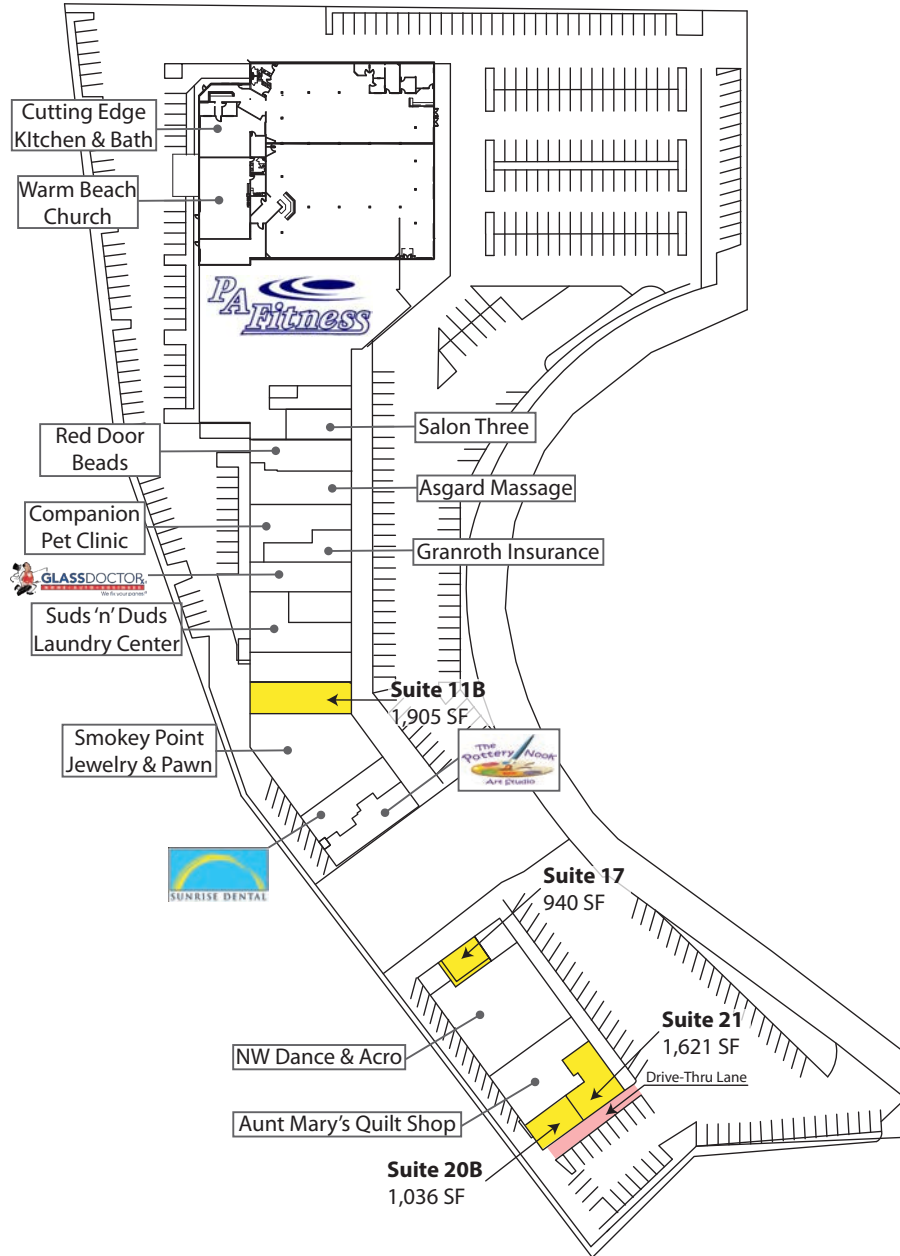 Cutting Edge
KItchen & Bath
Warm Beach
Church
PA Fitness
Salon Three
Red Door
Beads
Asgard Massage
Companion
Pet Clinic
Granroth Insurance
GLASSDOCTOR
HOME · AUTO · BUSINESS
We fix your panes!®
Suds ‘n’ Duds
Laundry Center
Suite 11B
1,905 SF
Smokey Point
Jewelry & Pawn
The
Pottery Nook
Art Studio
SUNRISE DENTAL
Suite 17
940 SF
Suite 21
1,621 SF
NW Dance & Acro
Drive-Thru Lane
Aunt Mary’s Quilt Shop
Suite 20B
1,036 SF